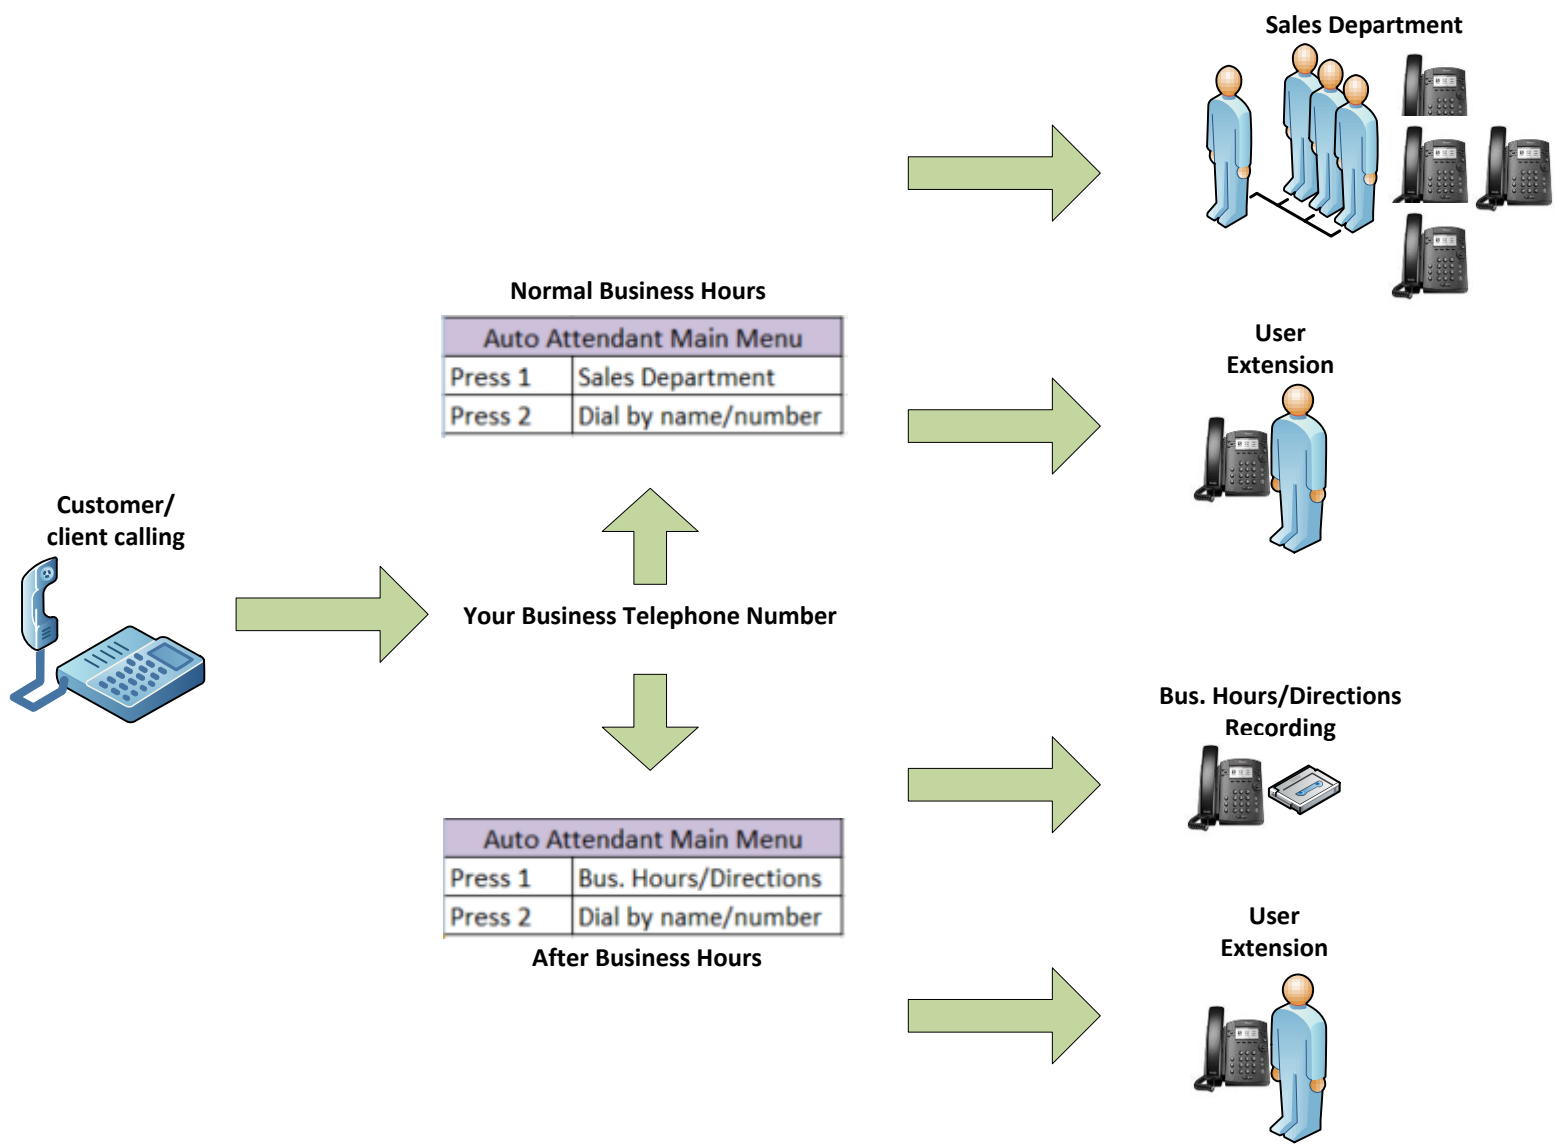 Sales Department
Normal Business Hours
Auto Attendant Main Menu
Press 1 Sales Department
Press 2 Dial by name/number
User
Extension
Customer/
client calling
Your Business Telephone Number
Bus. Hours/Directions
Recording
Auto Attendant Main Menu
Press 1 Bus. Hours/Directions
Press 2 Dial by name/number
After Business Hours
User
Extension